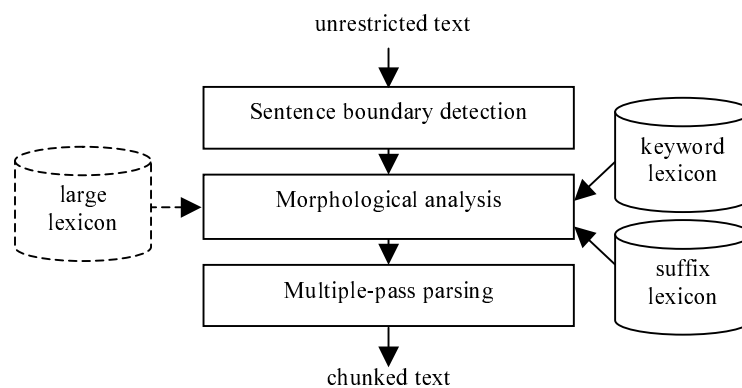 unrestricted text
Sentence boundary detection
keyword
lexicon
large
lexicon
Morphological analysis
suffix
lexicon
Multiple-pass parsing
chunked text